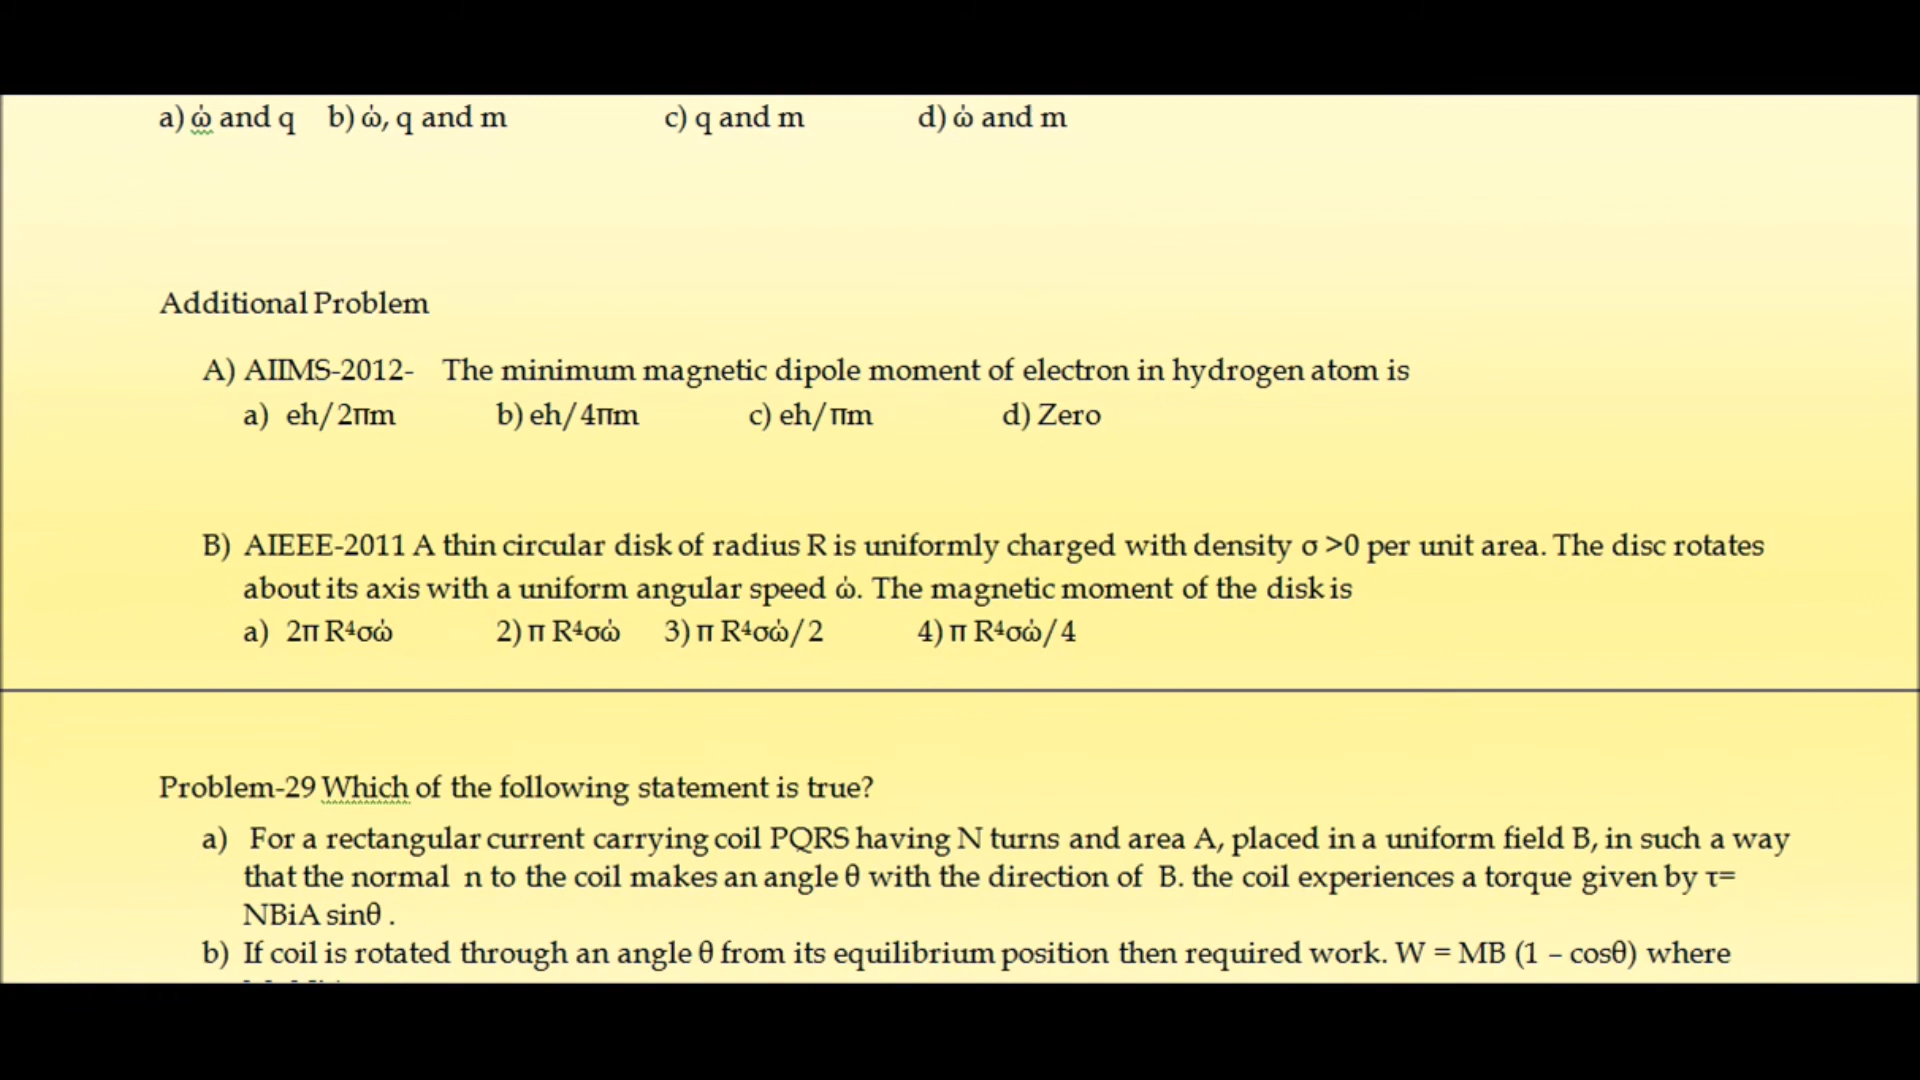 a) ώ and q b) ώ, q and m c) q and m d) ώ and m
Additional Problem
A) AIIMS-2012- The minimum magnetic dipole moment of electron in hydrogen atom is
a) eh/2πm b) eh/4πm c) eh/πm d) Zero
B) AIEEE-2011 A thin circular disk of radius R is uniformly charged with density σ >0 per unit area. The disc rotates
about its axis with a uniform angular speed ώ. The magnetic moment of the disk is
a) 2π R⁴σώ 2) π R⁴σώ 3) π R⁴σώ/2 4) π R⁴σώ/4
Problem-29 Which of the following statement is true?
a) For a rectangular current carrying coil PQRS having N turns and area A, placed in a uniform field B, in such a way
that the normal n to the coil makes an angle θ with the direction of B. the coil experiences a torque given by τ=
NBiA sinθ .
b) If coil is rotated through an angle θ from its equilibrium position then required work. W = MB (1 – cosθ) where